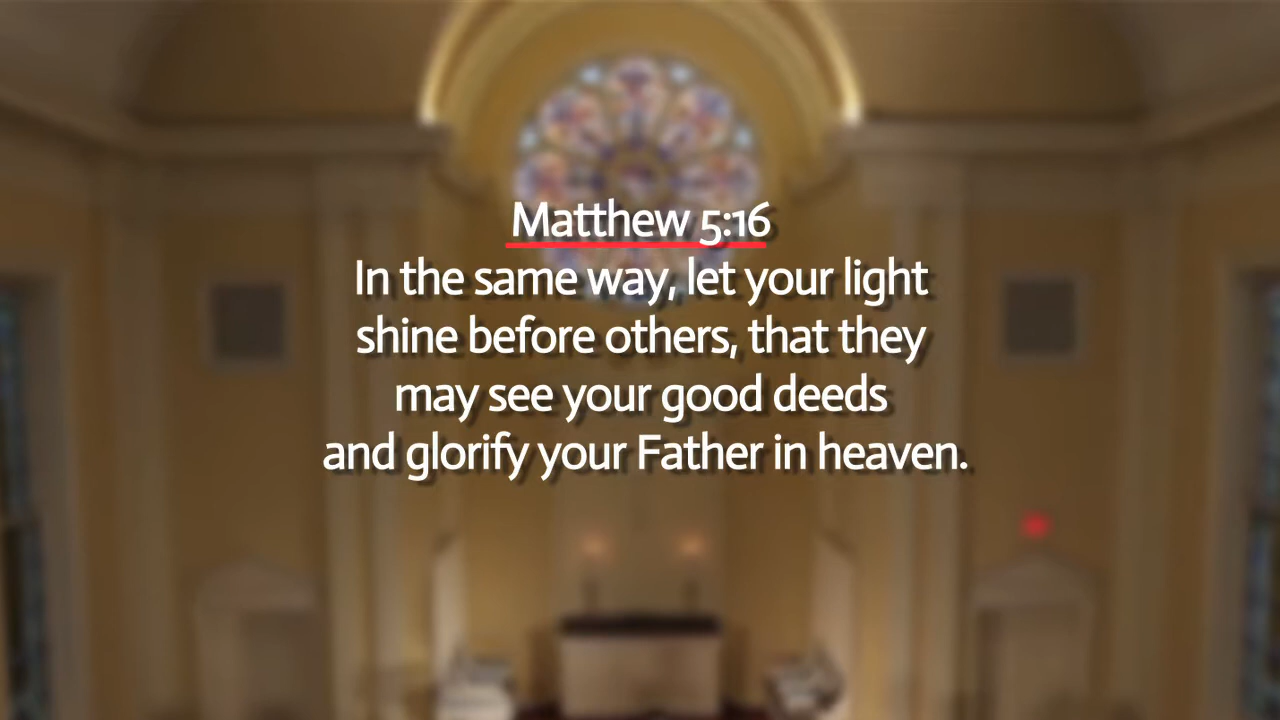 Matthew 5:16
In the same way, let your light
shine before others, that they
may see your good deeds
and glorify your Father in heaven.